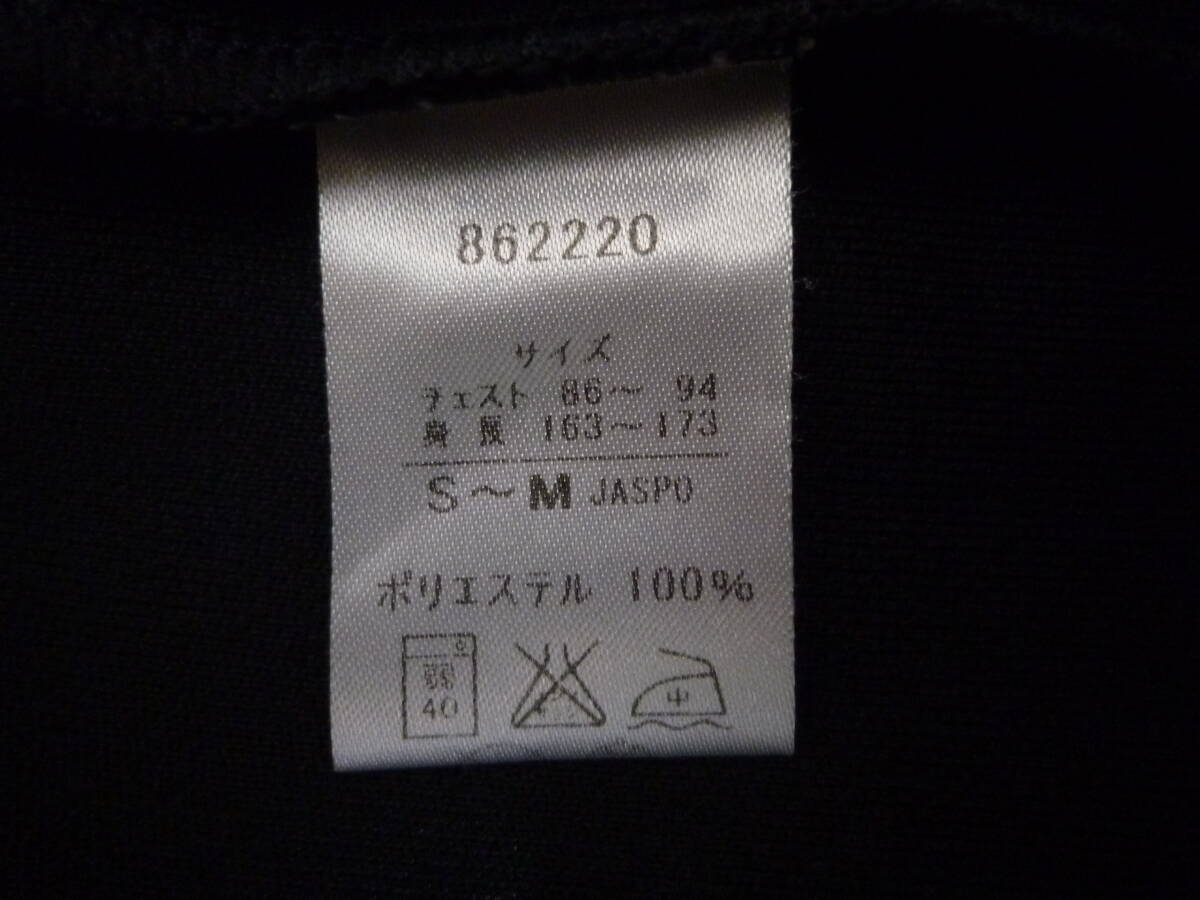 862220
サイズ
チェスト 86～ 94
身長 163～173
S～M JASPO
ポリエステル 100%
弱
40
中